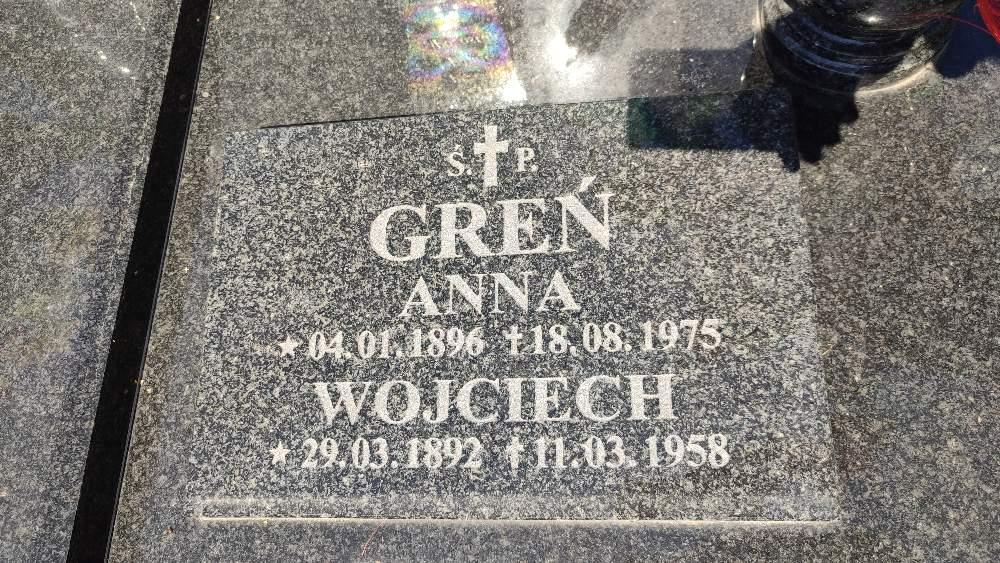 Ś. P.
GREŃ
ANNA
★04.01.1896 ✝18.08.1975
WOJCIECH
★29.03.1892 ✝11.03.1958